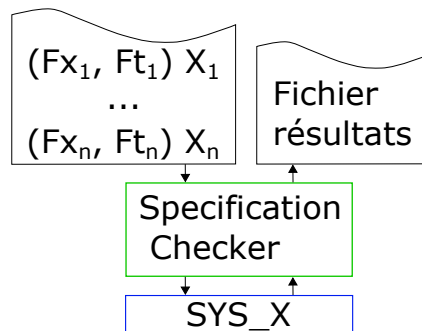 (Fx₁, Ft₁) X₁
...
(Fxₙ, Ftₙ) Xₙ
Fichier
résultats
Specification
Checker
SYS_X